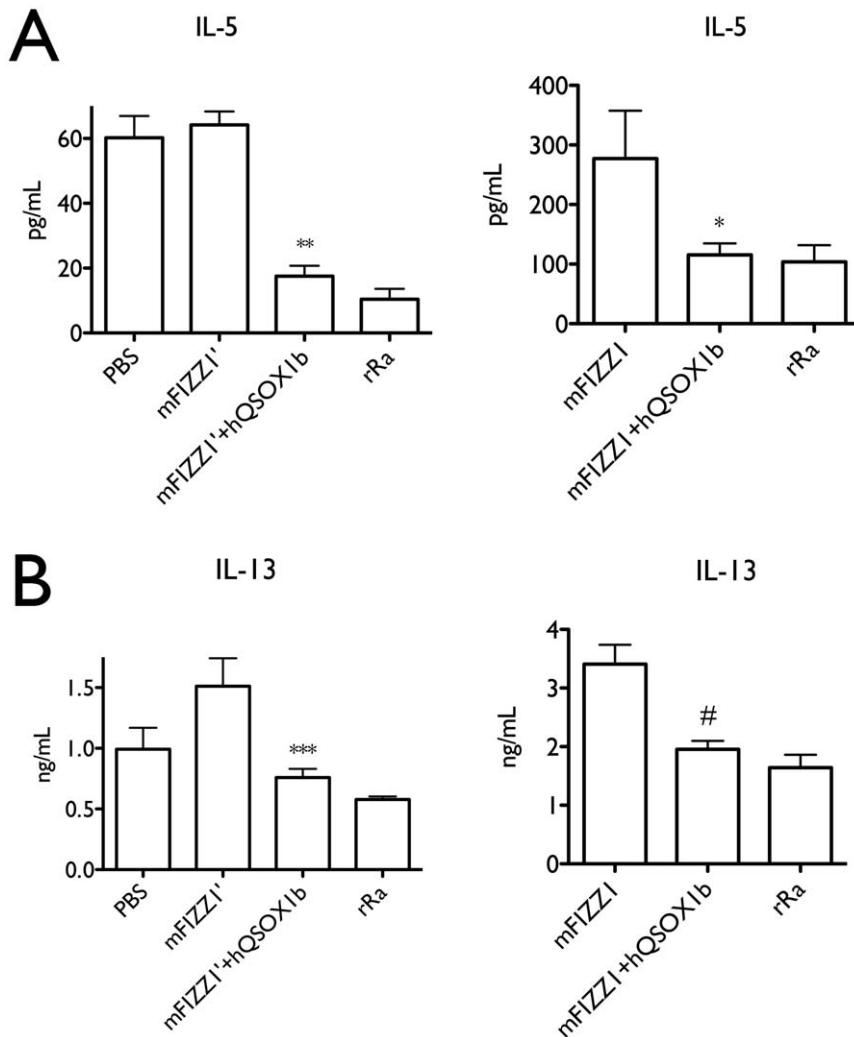 A
IL-5
pg/mL
60
40
20
0
**
PBS
mFIZZ1'
mFIZZ1'+hQSOX1b
rRa
IL-5
pg/mL
400
300
200
100
0
*
mFIZZ1
mFIZZ1+hQSOX1b
rRa
B
IL-13
ng/mL
1.5
1.0
0.5
0.0
***
PBS
mFIZZ1'
mFIZZ1'+hQSOX1b
rRa
IL-13
ng/mL
4
3
2
1
0
#
mFIZZ1
mFIZZ1+hQSOX1b
rRa